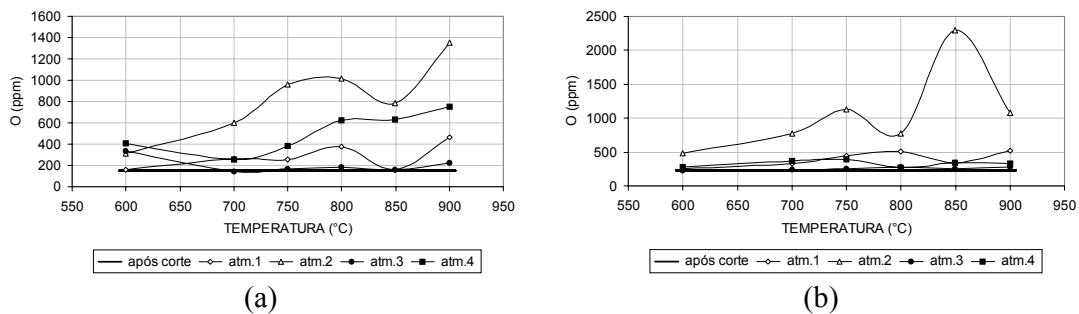 1600
1400
1200
1000
800
600
400
200
0
O (ppm)
550 600 650 700 750 800 850 900 950
TEMPERATURA (°C)
após corte atm.1 atm.2 atm.3 atm.4
(a)
2500
2000
1500
1000
500
0
O (ppm)
550 600 650 700 750 800 850 900 950
TEMPERATURA (°C)
após corte atm.1 atm.2 atm.3 atm.4
(b)